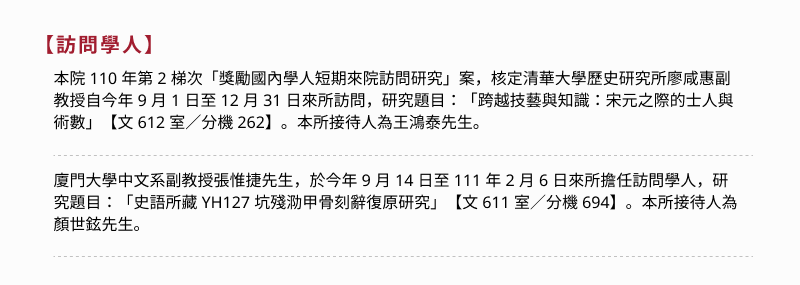 【訪問學人】
本院 110 年第 2 梯次「獎勵國內學人短期來院訪問研究」案，核定清華大學歷史研究所廖咸惠副
教授自今年 9 月 1 日至 12 月 31 日來所訪問，研究題目：「跨越技藝與知識：宋元之際的士人與
術數」【文 612 室／分機 262】。本所接待人為王鴻泰先生。
廈門大學中文系副教授張惟捷先生，於今年 9 月 14 日至 111 年 2 月 6 日來所擔任訪問學人，研
究題目：「史語所藏 YH127 坑殘泐甲骨刻辭復原研究」【文 611 室／分機 694】。本所接待人為
顏世鉉先生。